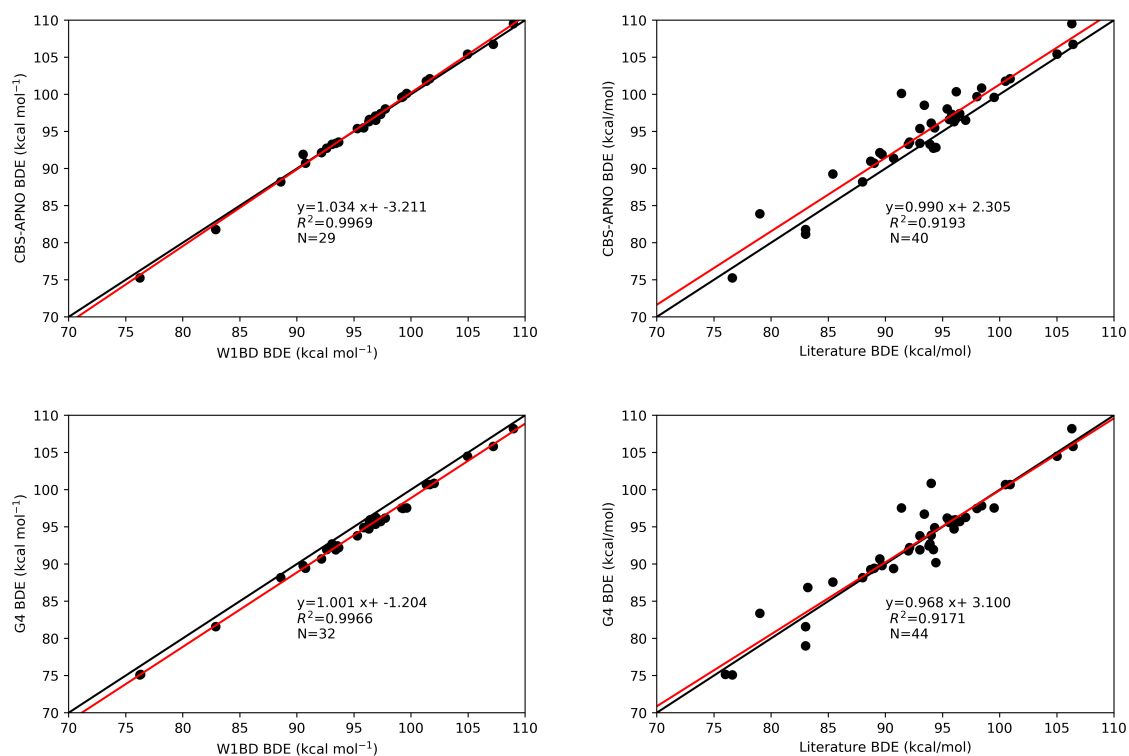 110
105
100
95
90
85
80
75
70
CBS-APNO BDE (kcal mol⁻¹)
y=1.034 x+ -3.211
R²=0.9969
N=29
70 75 80 85 90 95 100 105 110
W1BD BDE (kcal mol⁻¹)
110
105
100
95
90
85
80
75
70
CBS-APNO BDE (kcal/mol)
y=0.990 x+ 2.305
R²=0.9193
N=40
70 75 80 85 90 95 100 105 110
Literature BDE (kcal/mol)
110
105
100
95
90
85
80
75
70
G4 BDE (kcal mol⁻¹)
y=1.001 x+ -1.204
R²=0.9966
N=32
70 75 80 85 90 95 100 105 110
W1BD BDE (kcal mol⁻¹)
110
105
100
95
90
85
80
75
70
G4 BDE (kcal/mol)
y=0.968 x+ 3.100
R²=0.9171
N=44
70 75 80 85 90 95 100 105 110
Literature BDE (kcal/mol)